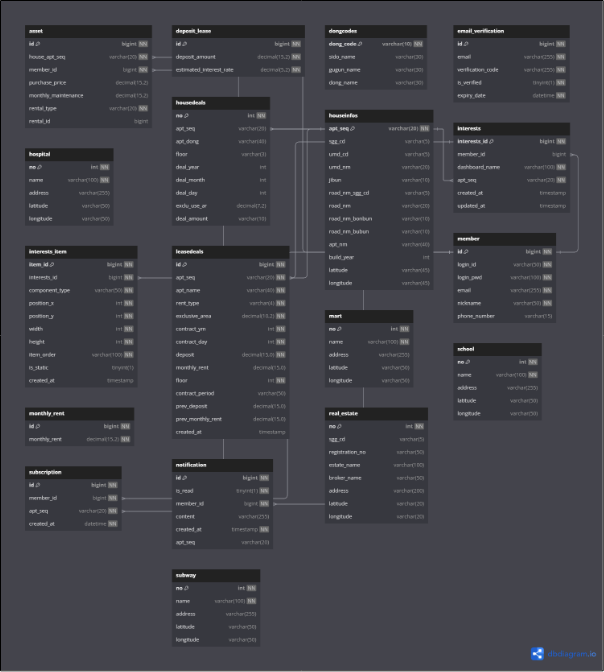 asset
id bigint NN
house_apt_seq varchar(20) NN
member_id bigint NN
purchase_price decimal(15,2)
monthly_maintenance decimal(15,2)
rental_type varchar(20) NN
rental_id bigint
deposit_lease
id bigint NN
deposit_amount decimal(15,2) NN
estimated_interest_rate decimal(5,2) NN
dongcodes
dong_code varchar(10) NN
sido_name varchar(30)
gugun_name varchar(30)
dong_name varchar(30)
email_verification
id bigint NN
email varchar(255) NN
verification_code varchar(255) NN
is_verified tinyint(1) NN
expiry_date datetime NN
housedeals
no int NN
apt_seq varchar(20)
apt_dong varchar(40)
floor varchar(3)
deal_year int
deal_month int
deal_day int
exclu_use_ar decimal(7,2)
deal_amount varchar(10)
houseinfos
apt_seq varchar(20) NN
sgg_cd varchar(5)
umd_cd varchar(5)
umd_nm varchar(20)
jibun varchar(10)
road_nm_sgg_cd varchar(5)
road_nm varchar(20)
road_nm_bonbun varchar(10)
road_nm_bubun varchar(10)
apt_nm varchar(40)
build_year int
latitude varchar(45)
longitude varchar(45)
interests
interests_id bigint NN
member_id bigint
dashboard_name varchar(100) NN
apt_seq varchar(20) NN
created_at timestamp
updated_at timestamp
hospital
no int NN
name varchar(100) NN
address varchar(255)
latitude varchar(50)
longitude varchar(50)
member
id bigint NN
login_id varchar(50) NN
login_pwd varchar(100) NN
email varchar(255) NN
nickname varchar(50) NN
phone_number varchar(15)
interests_item
item_id bigint NN
interests_id bigint NN
component_type varchar(50) NN
position_x int NN
position_y int NN
width int NN
height int NN
item_order varchar(100) NN
is_static tinyint(1)
created_at timestamp
leasedeals
id bigint NN
apt_seq varchar(20) NN
apt_name varchar(60) NN
rent_type varchar(4) NN
exclusive_area decimal(10,2) NN
contract_ym int NN
contract_day int NN
deposit decimal(15,0) NN
monthly_rent decimal(15,0)
floor int NN
contract_period varchar(50)
prev_deposit decimal(15,0)
prev_monthly_rent decimal(15,0)
created_at timestamp
mart
no int NN
name varchar(100) NN
address varchar(255)
latitude varchar(50)
longitude varchar(50)
school
no int NN
name varchar(100) NN
address varchar(255)
latitude varchar(50)
longitude varchar(50)
monthly_rent
id bigint NN
monthly_rent decimal(15,2) NN
real_estate
no int NN
sgg_cd varchar(5)
registration_no varchar(50)
estate_name varchar(100)
broker_name varchar(50)
address varchar(200)
latitude varchar(20)
longitude varchar(20)
subscription
id bigint NN
member_id bigint NN
apt_seq varchar(20) NN
created_at datetime NN
notification
id bigint NN
is_read tinyint(1) NN
member_id bigint NN
content varchar(255)
created_at timestamp NN
apt_seq varchar(20)
subway
no int NN
name varchar(100) NN
address varchar(255)
latitude varchar(50)
longitude varchar(50)
dbdiagram.io